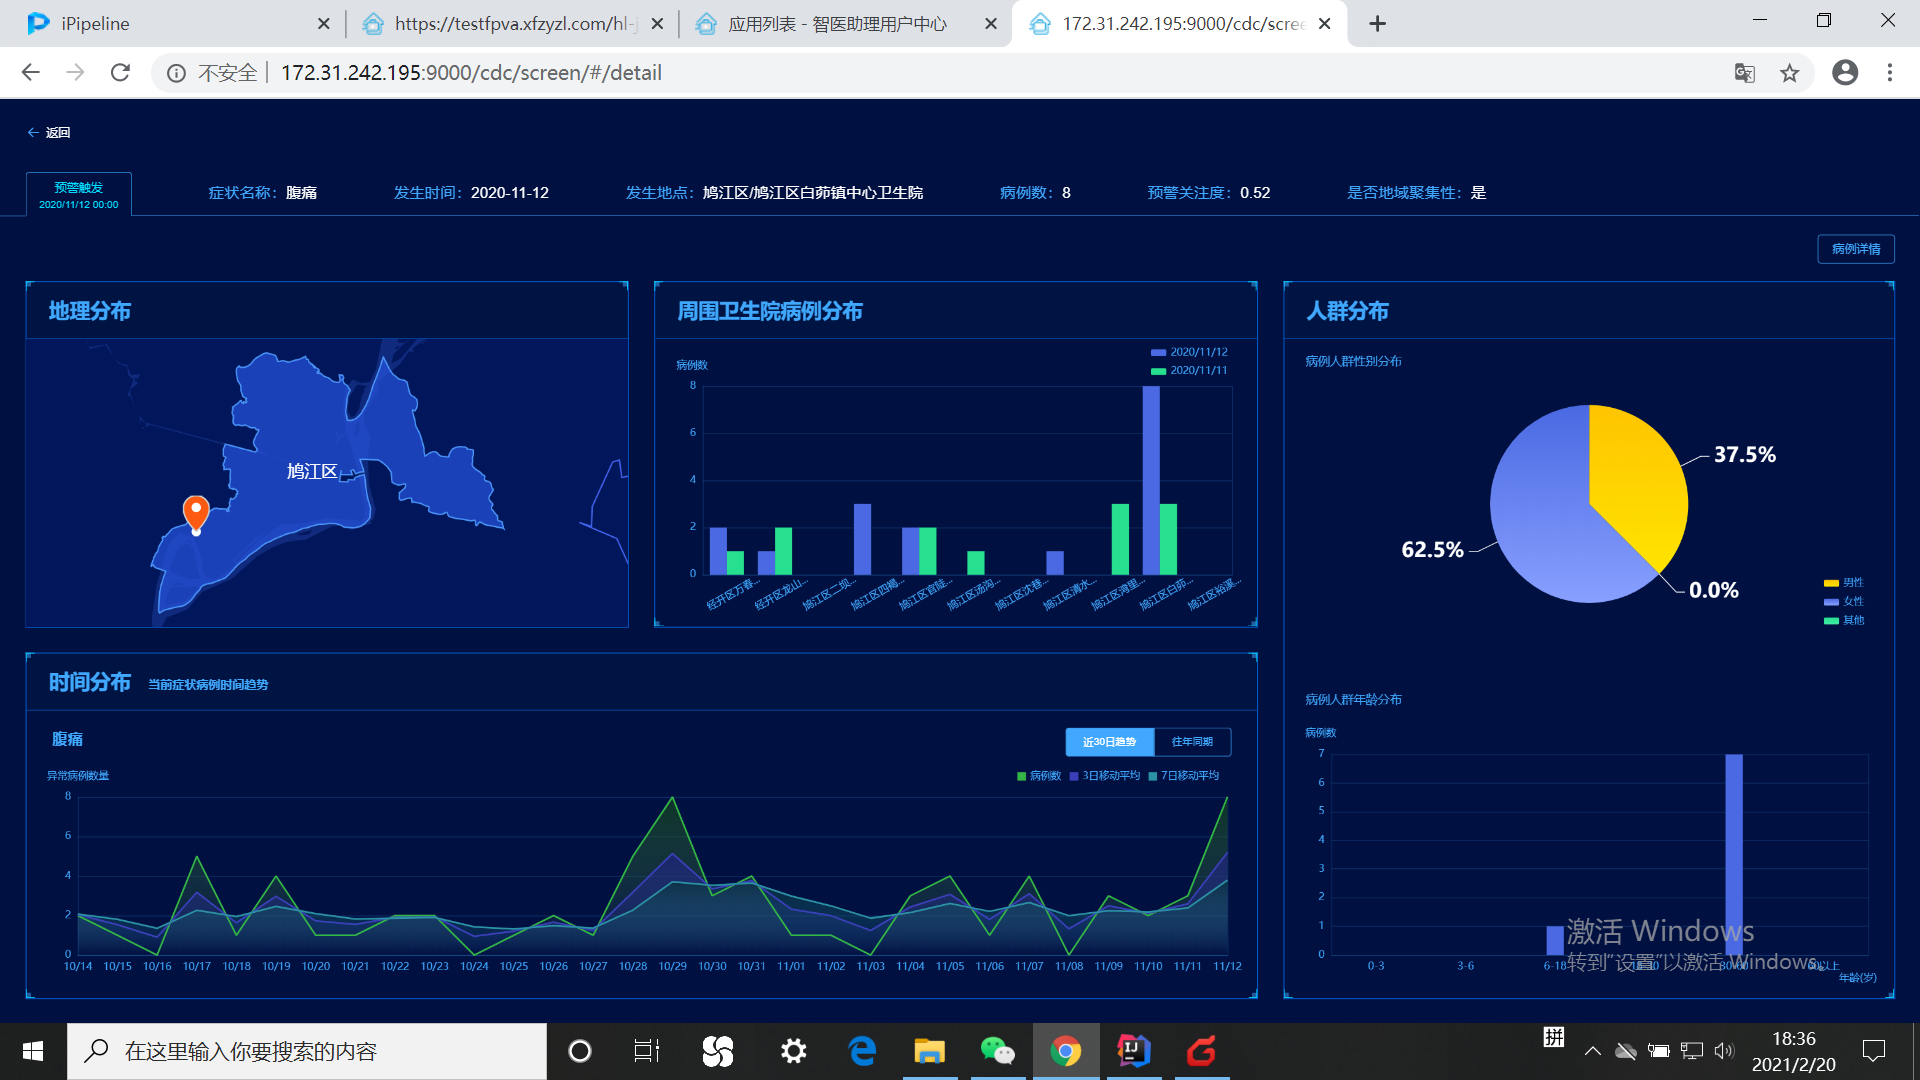 iPipeline
https://testfpva.xfzyzl.com/hl-j
应用列表 - 智医助理用户中心
172.31.242.195:9000/cdc/scree
不安全
172.31.242.195:9000/cdc/screen/#/detail
返回
预警触发
2020/11/12 00:00
症状名称: 腹痛
发生时间: 2020-11-12
发生地点: 鸠江区/鸠江区白茆镇中心卫生院
病例数: 8
预警关注度: 0.52
是否地域聚集性: 是
病例详情
地理分布
鸠江区
周围卫生院病例分布
病例数
2020/11/12
2020/11/11
8
6
4
2
0
经开区万春...
经开区龙山...
鸠江区二坝...
鸠江区四褐...
鸠江区官陡...
鸠江区汤沟...
鸠江区沈巷...
鸠江区清水...
鸠江区湾里...
鸠江区白茆...
鸠江区裕溪...
人群分布
病例人群性别分布
37.5%
62.5%
0.0%
男性
女性
其他
时间分布 当前症状病例时间趋势
腹痛
近30日趋势 往年同期
异常病例数量
病例数 3日移动平均 7日移动平均
8
6
4
2
0
10/14 10/15 10/16 10/17 10/18 10/19 10/20 10/21 10/22 10/23 10/24 10/25 10/26 10/27 10/28 10/29 10/30 10/31 11/01 11/02 11/03 11/04 11/05 11/06 11/07 11/08 11/09 11/10 11/11 11/12
病例人群年龄分布
病例数
7
6
5
4
3
2
1
0
0-3 3-6 6-18
年龄(岁)
激活 Windows
转到"设置"以激活 Windows。
在这里输入你要搜索的内容
拼
18:36
2021/2/20